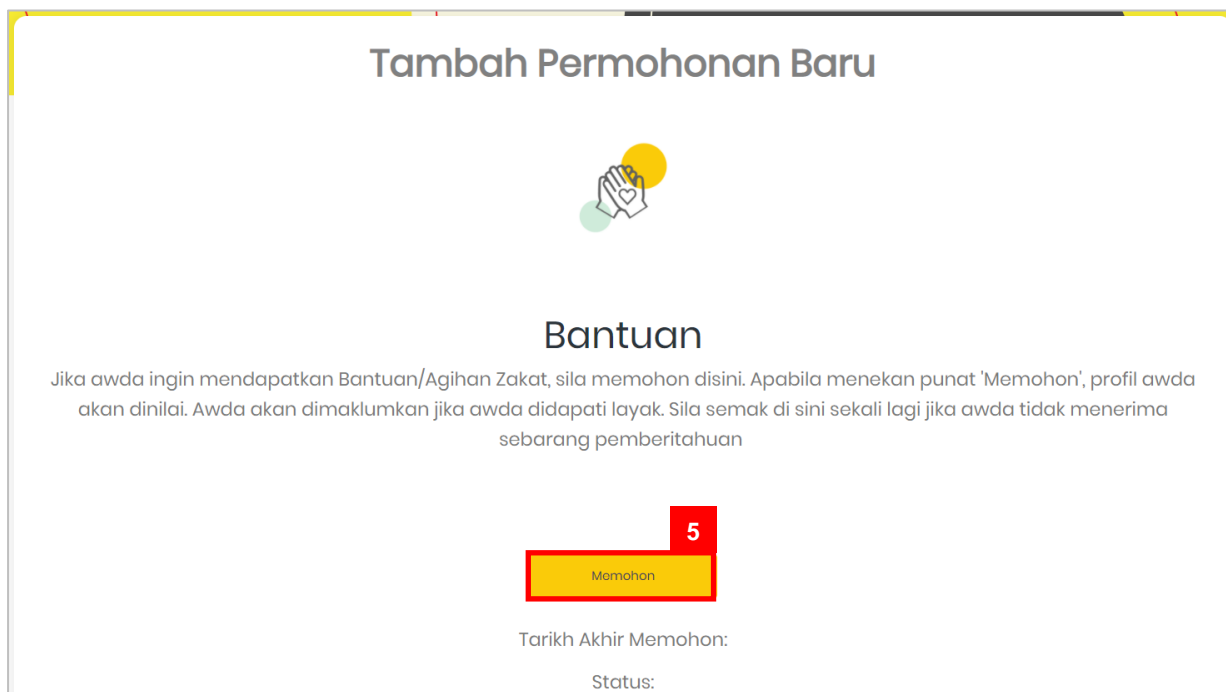 Tambah Permohonan Baru
Bantuan
Jika awda ingin mendapatkan Bantuan/Agihan Zakat, sila memohon disini. Apabila menekan punat 'Memohon', profil awda
akan dinilai. Awda akan dimaklumkan jika awda didapati layak. Sila semak di sini sekali lagi jika awda tidak menerima
sebarang pemberitahuan
5
Memohon
Tarikh Akhir Memohon:
Status: